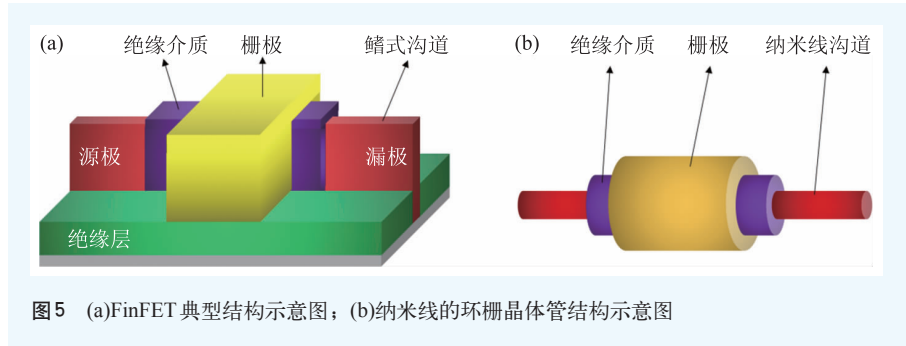 (a)
绝缘介质
栅极
鳍式沟道
源极
漏极
绝缘层
(b)
绝缘介质
栅极
纳米线沟道
图5 (a)FinFET典型结构示意图；(b)纳米线的环栅晶体管结构示意图